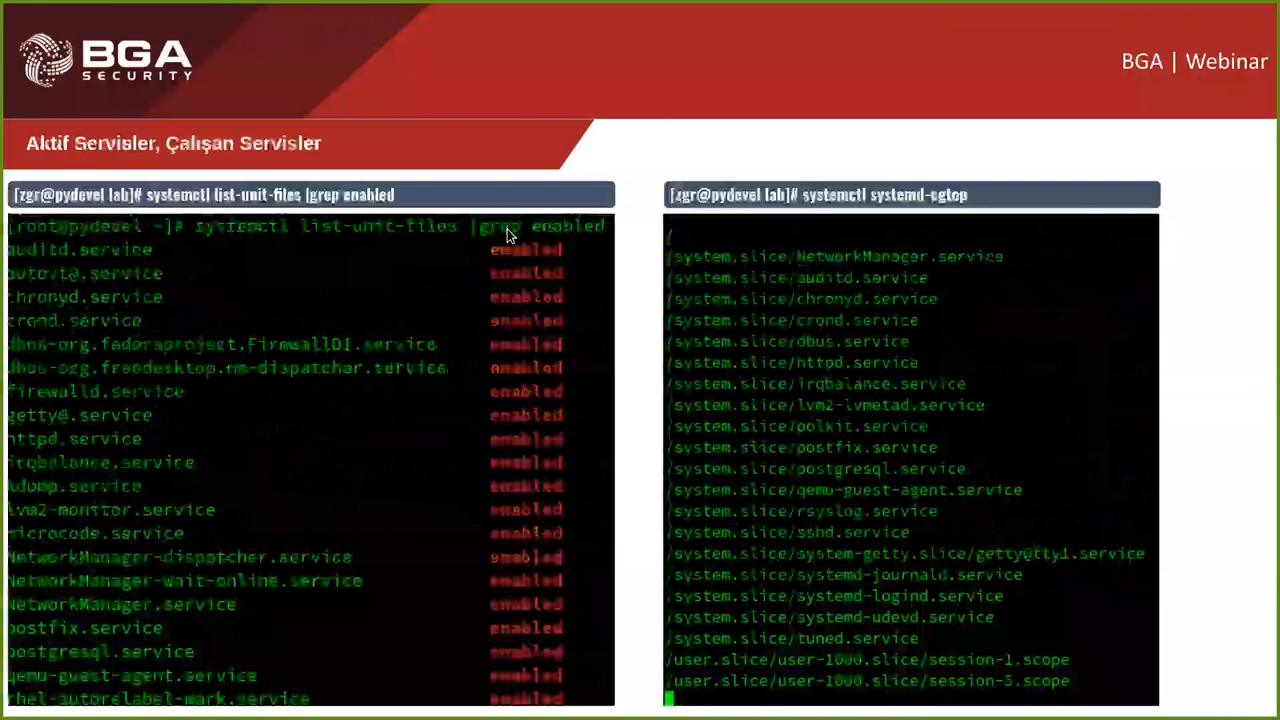 BGA
SECURITY
BGA | Webinar
Aktif Servisler, Çalışan Servisler
[zgr@pydevel lab]# systemctl list-unit-files |grep enabled
[root@pydevel ~]# systemctl list-unit-files |grep enabled
auditd.service enabled
autovt@.service enabled
chronyd.service enabled
crond.service enabled
dbus-org.fedoraproject.FirewallD1.service enabled
dbus-org.freedesktop.nm-dispatcher.service enabled
firewalld.service enabled
getty@.service enabled
httpd.service enabled
irqbalance.service enabled
kdump.service enabled
lvm2-monitor.service enabled
microcode.service enabled
NetworkManager-dispatcher.service enabled
NetworkManager-wait-online.service enabled
NetworkManager.service enabled
postfix.service enabled
postgresql.service enabled
qemu-guest-agent.service enabled
rhel-autorelabel-mark.service enabled
[zgr@pydevel lab]# systemctl systemd-cgtop
/
/system.slice/NetworkManager.service
/system.slice/auditd.service
/system.slice/chronyd.service
/system.slice/crond.service
/system.slice/dbus.service
/system.slice/httpd.service
/system.slice/irqbalance.service
/system.slice/lvm2-lvmetad.service
/system.slice/polkit.service
/system.slice/postfix.service
/system.slice/postgresql.service
/system.slice/qemu-guest-agent.service
/system.slice/rsyslog.service
/system.slice/sshd.service
/system.slice/system-getty.slice/getty@tty1.service
/system.slice/systemd-journald.service
/system.slice/systemd-logind.service
/system.slice/systemd-udevd.service
/system.slice/tuned.service
/user.slice/user-1000.slice/session-1.scope
/user.slice/user-1000.slice/session-5.scope